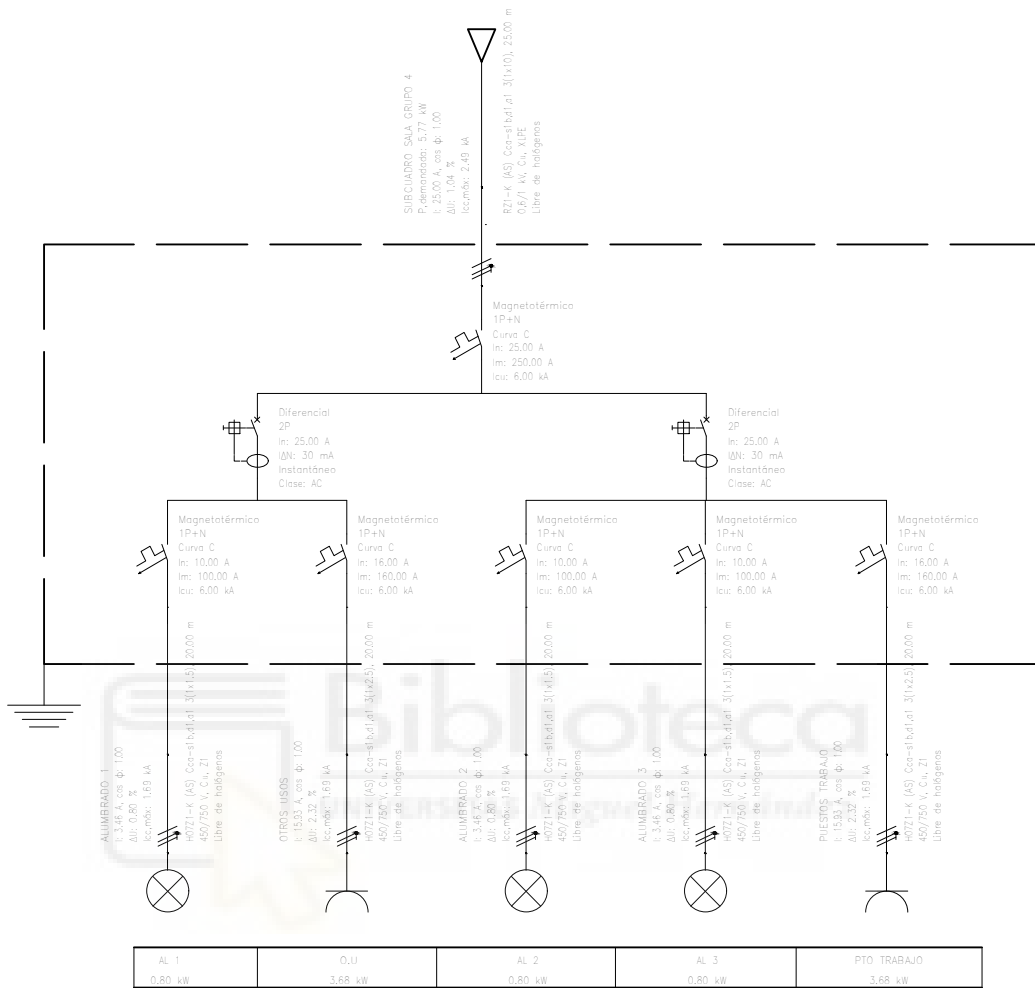 SUBCUADRO SALA GRUPO 4
P.demandada: 5.77 kW
I: 25.00 A, cos φ: 1.00
ΔU: 1.04 %
Icc,máx: 2.49 kA
RZ1-K (AS) Cca-s1b,d1,a1 3(1x10), 25.00 m
0,6/1 kV, Cu, XLPE
Libre de halógenos
Magnetotérmico
1P+N
Curva C
In: 25.00 A
Im: 250.00 A
Icu: 6.00 kA
Diferencial
2P
In: 25.00 A
IΔN: 30 mA
Instantáneo
Clase: AC
Diferencial
2P
In: 25.00 A
IΔN: 30 mA
Instantáneo
Clase: AC
Magnetotérmico
1P+N
Curva C
In: 10.00 A
Im: 100.00 A
Icu: 6.00 kA
Magnetotérmico
1P+N
Curva C
In: 16.00 A
Im: 160.00 A
Icu: 6.00 kA
Magnetotérmico
1P+N
Curva C
In: 10.00 A
Im: 100.00 A
Icu: 6.00 kA
Magnetotérmico
1P+N
Curva C
In: 10.00 A
Im: 100.00 A
Icu: 6.00 kA
Magnetotérmico
1P+N
Curva C
In: 16.00 A
Im: 160.00 A
Icu: 6.00 kA
ALUMBRADO 1
I: 3.46 A, cos φ: 1.00
ΔU: 0.80 %
Icc,máx: 1.69 kA
H07Z1-K (AS) Cca-s1b,d1,a1 3(1x1.5), 20.00 m
450/750 V, Cu, Z1
Libre de halógenos
OTROS USOS
I: 15.93 A, cos φ: 1.00
ΔU: 2.32 %
Icc,máx: 1.69 kA
H07Z1-K (AS) Cca-s1b,d1,a1 3(1x2.5), 20.00 m
450/750 V, Cu, Z1
Libre de halógenos
ALUMBRADO 2
I: 3.46 A, cos φ: 1.00
ΔU: 0.80 %
Icc,máx: 1.69 kA
H07Z1-K (AS) Cca-s1b,d1,a1 3(1x1.5), 20.00 m
450/750 V, Cu, Z1
Libre de halógenos
ALUMBRADO 3
I: 3.46 A, cos φ: 1.00
ΔU: 0.80 %
Icc,máx: 1.69 kA
H07Z1-K (AS) Cca-s1b,d1,a1 3(1x1.5), 20.00 m
450/750 V, Cu, Z1
Libre de halógenos
PUESTOS TRABAJO
I: 15.93 A, cos φ: 1.00
ΔU: 2.32 %
Icc,máx: 1.69 kA
H07Z1-K (AS) Cca-s1b,d1,a1 3(1x2.5), 20.00 m
450/750 V, Cu, Z1
Libre de halógenos
Biblioteca
AL 1 O.U AL 2 AL 3 PTO TRABAJO
0.80 kW 3.68 kW 0.80 kW 0.80 kW 3.68 kW